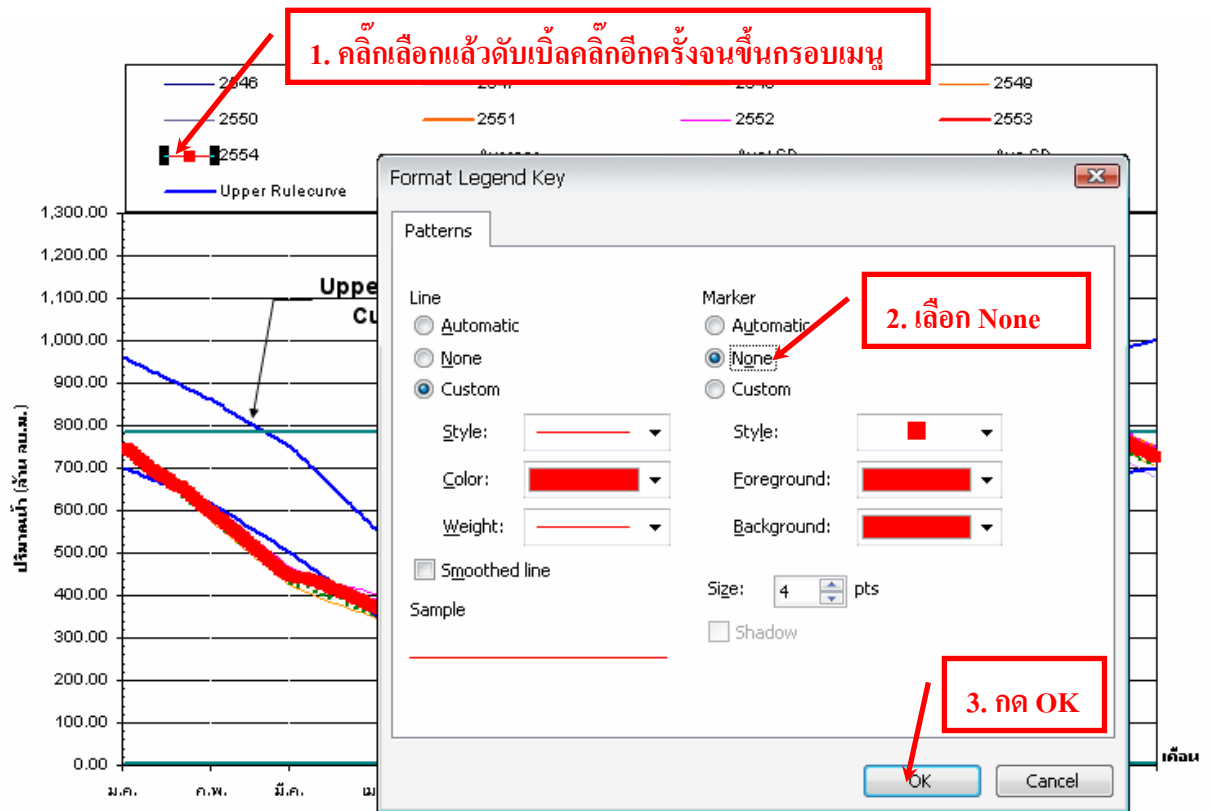 1. คลิ๊กเลือกแล้วดับเบิ้ลคลิ๊กอีกครั้งจนขึ้นกรอบเมนู
2546 2549
2550 2551 2552 2553
2554
Upper Rulecurve
Format Legend Key
Patterns
Line
Automatic
None
Custom
Style:
Color:
Weight:
Smoothed line
Sample
Marker
Automatic
None
Custom
Style:
Foreground:
Background:
Size: 4 pts
Shadow
2. เลือก None
3. กด OK
OK Cancel
1,300.00
1,200.00
1,100.00
1,000.00
900.00
800.00
700.00
600.00
500.00
400.00
300.00
200.00
100.00
0.00
ปริมาตน้ำ (ล้าน ลบ.ม.)
ม.ค. ก.พ. มี.ค.
เดือน